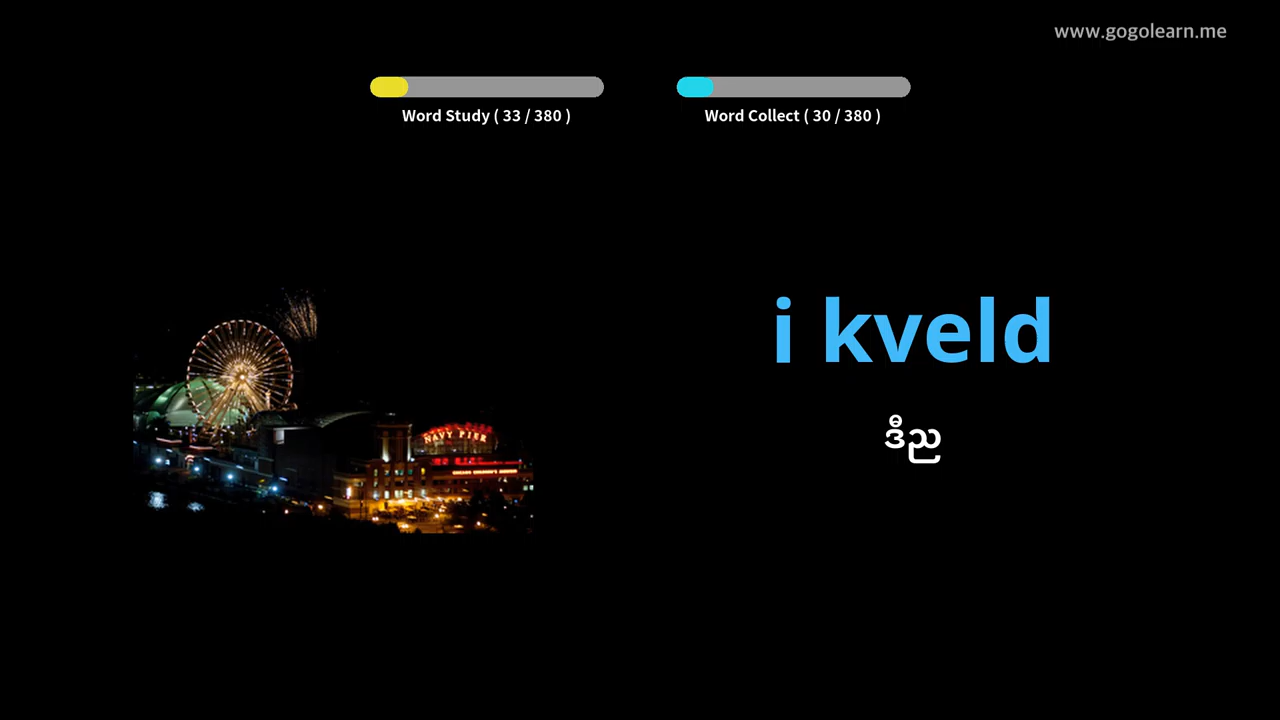 www.gogolearn.me
Word Study ( 33 / 380 )
Word Collect ( 30 / 380 )
i kveld
ဒီည
NAVY PIER